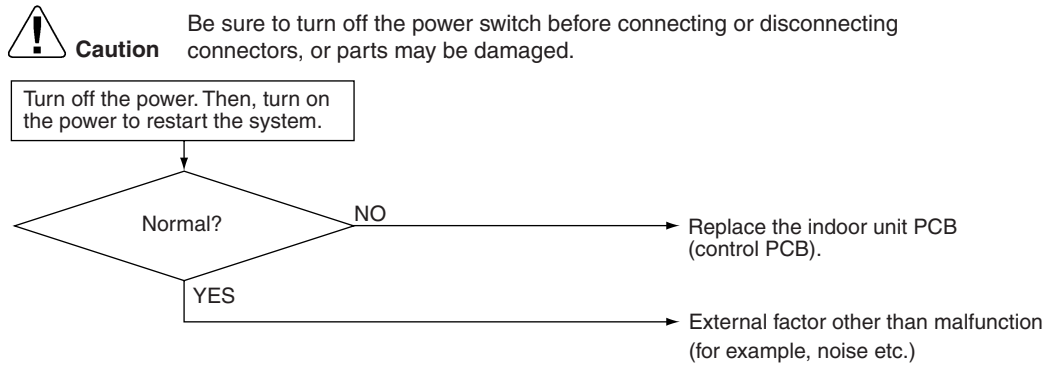 Be sure to turn off the power switch before connecting or disconnecting
Caution connectors, or parts may be damaged.
Turn off the power. Then, turn on
the power to restart the system.
Normal?
NO
Replace the indoor unit PCB
(control PCB).
YES
External factor other than malfunction
(for example, noise etc.)